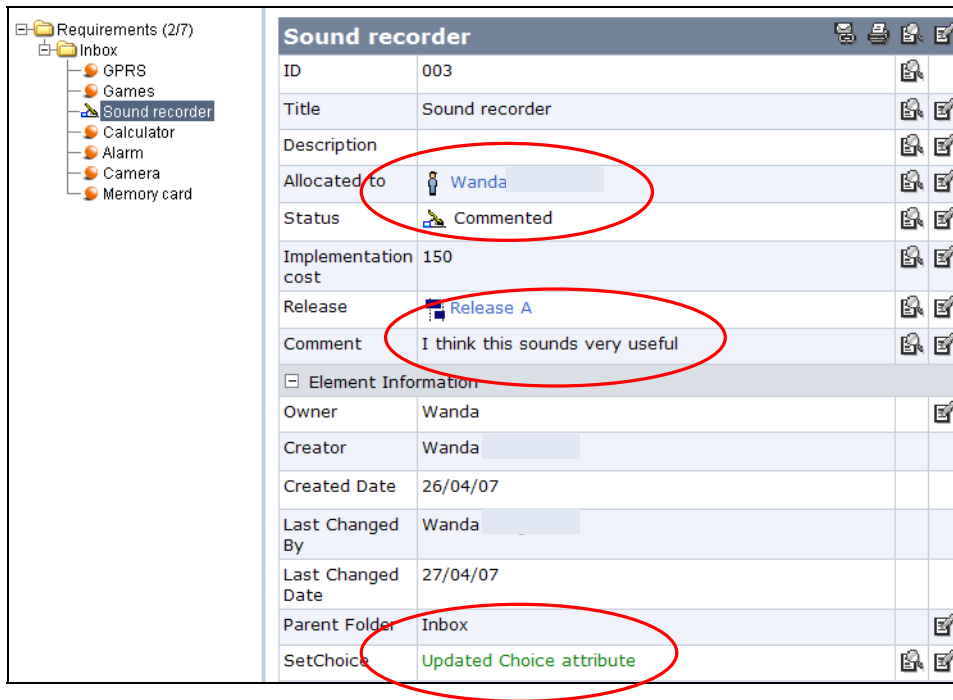 Requirements (2/7)
Inbox
GPRS
Games
Sound recorder
Calculator
Alarm
Camera
Memory card
Sound recorder
ID 003
Title Sound recorder
Description
Allocated to Wanda
Status Commented
Implementation 150
cost
Release Release A
Comment I think this sounds very useful
Element Information
Owner Wanda
Creator Wanda
Created Date 26/04/07
Last Changed Wanda
By
Last Changed 27/04/07
Date
Parent Folder Inbox
SetChoice Updated Choice attribute